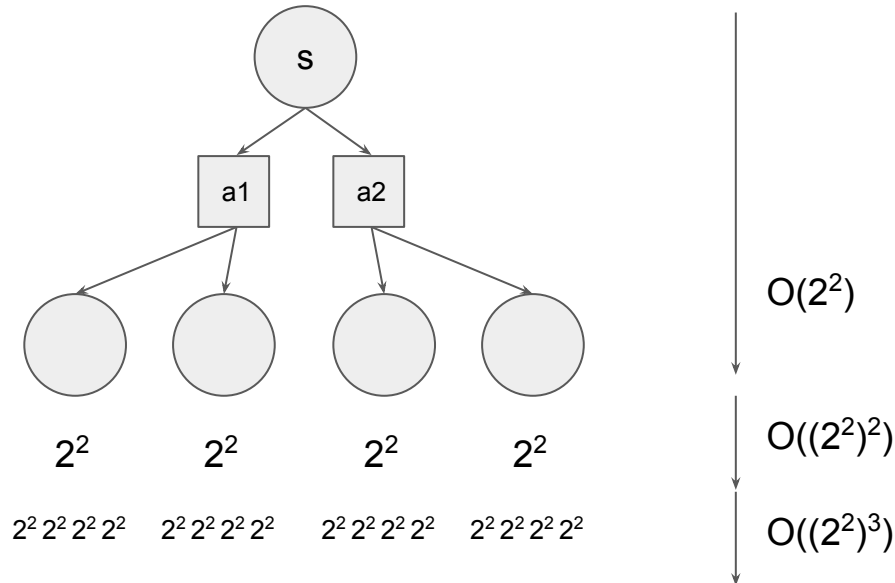 s
a1 a2
O(2²)
2² 2² 2² 2²
O((2²)²)
2² 2² 2² 2² 2² 2² 2² 2² 2² 2² 2² 2² 2² 2² 2² 2²
O((2²)³)